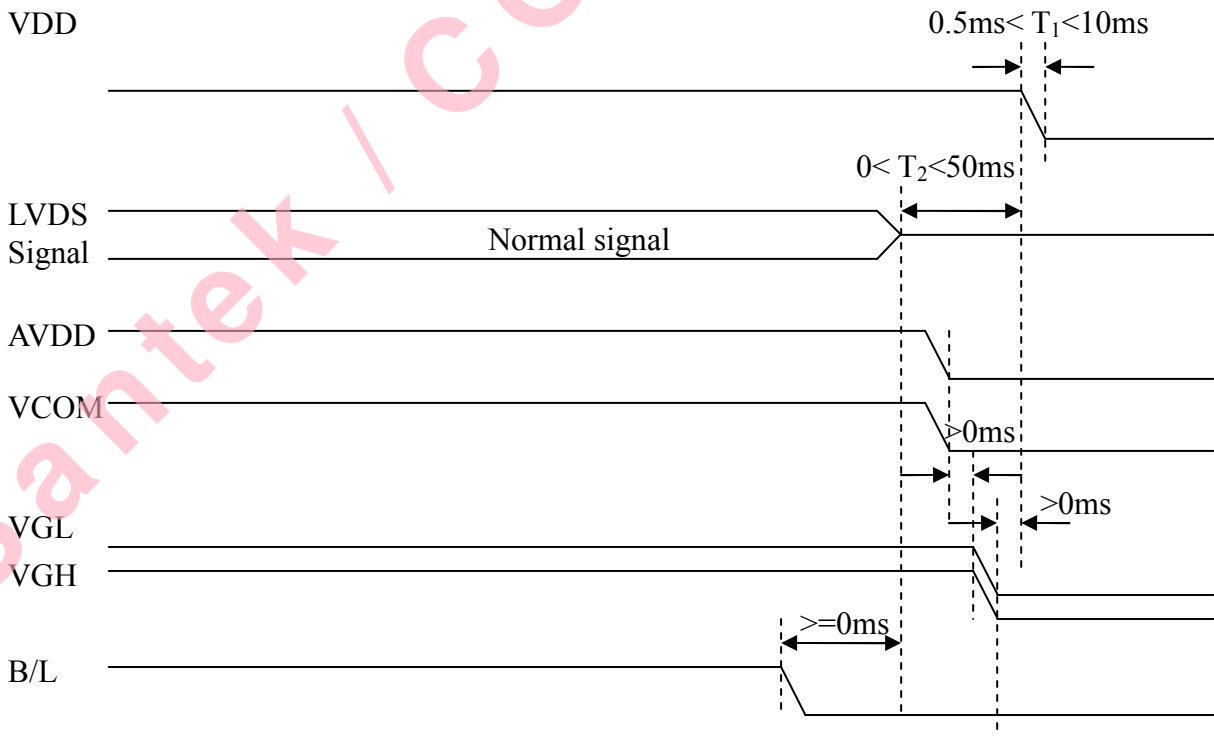 VDD
0.5ms< T₁<10ms
0< T₂<50ms
LVDS
Signal
Normal signal
AVDD
VCOM
>0ms
>0ms
VGL
VGH
>=0ms
B/L
antek / C